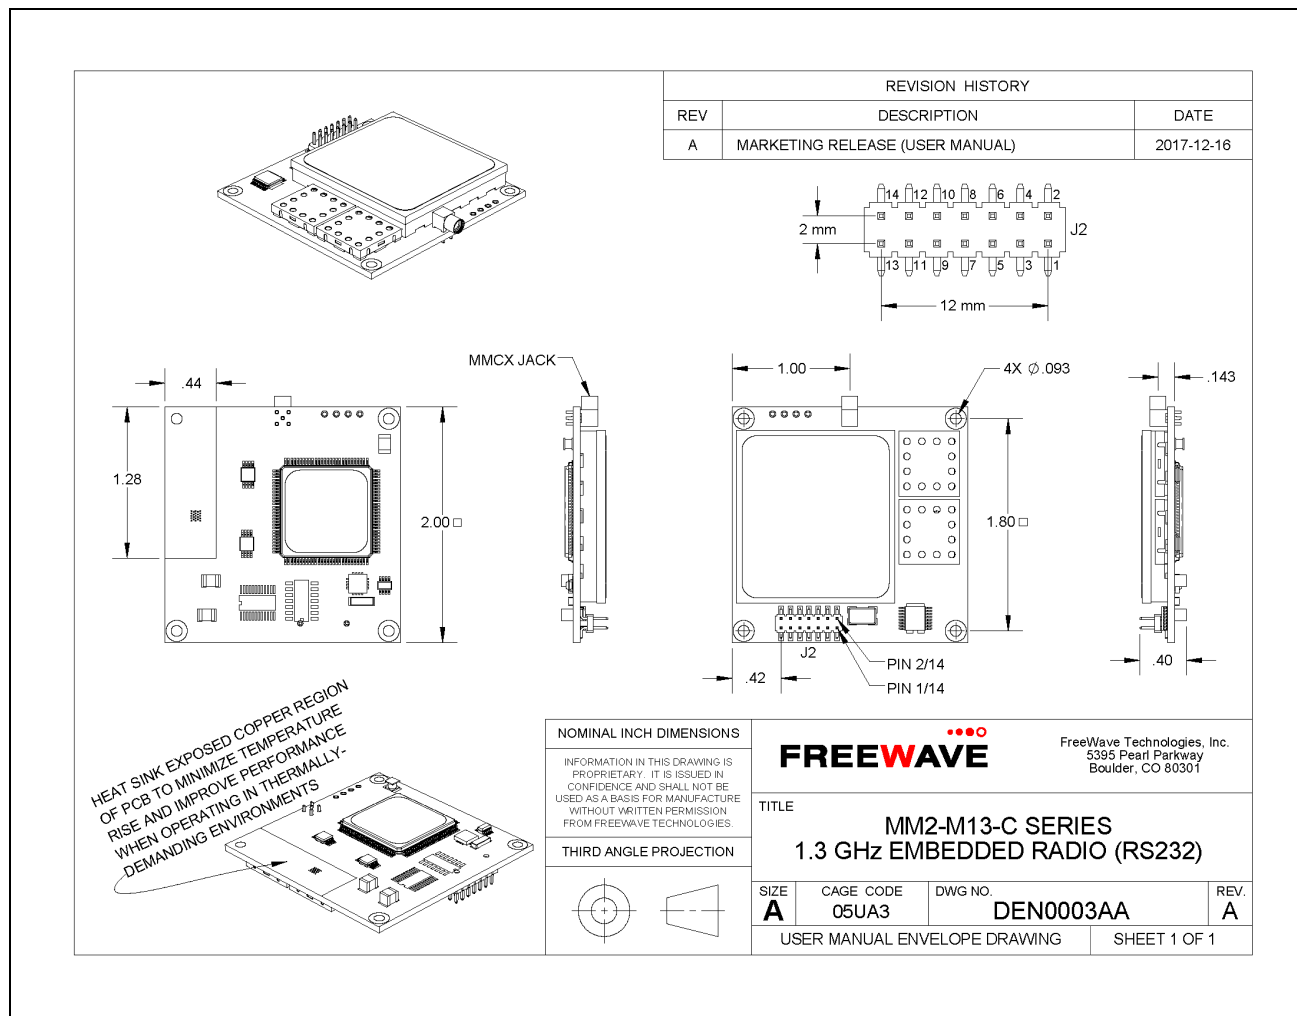 REVISION HISTORY
REV DESCRIPTION DATE
A MARKETING RELEASE (USER MANUAL) 2017-12-16
14 12 10 8 6 4 2
2 mm
J2
13 11 9 7 5 3 1
12 mm
MMCX JACK
.44
1.28
2.00 □
1.00
4X Ø.093
.143
1.80 □
J2
PIN 2/14
PIN 1/14
.42
.40
HEAT SINK EXPOSED COPPER REGION
OF PCB TO MINIMIZE TEMPERATURE
RISE AND IMPROVE PERFORMANCE
WHEN OPERATING IN THERMALLY-
DEMANDING ENVIRONMENTS
NOMINAL INCH DIMENSIONS
INFORMATION IN THIS DRAWING IS
PROPRIETARY. IT IS ISSUED IN
CONFIDENCE AND SHALL NOT BE
USED AS A BASIS FOR MANUFACTURE
WITHOUT WRITTEN PERMISSION
FROM FREEWAVE TECHNOLOGIES.
THIRD ANGLE PROJECTION
FREEWAVE
FreeWave Technologies, Inc.
5395 Pearl Parkway
Boulder, CO 80301
TITLE
MM2-M13-C SERIES
1.3 GHz EMBEDDED RADIO (RS232)
SIZE CAGE CODE DWG NO. REV.
A 05UA3 DEN0003AA A
USER MANUAL ENVELOPE DRAWING SHEET 1 OF 1